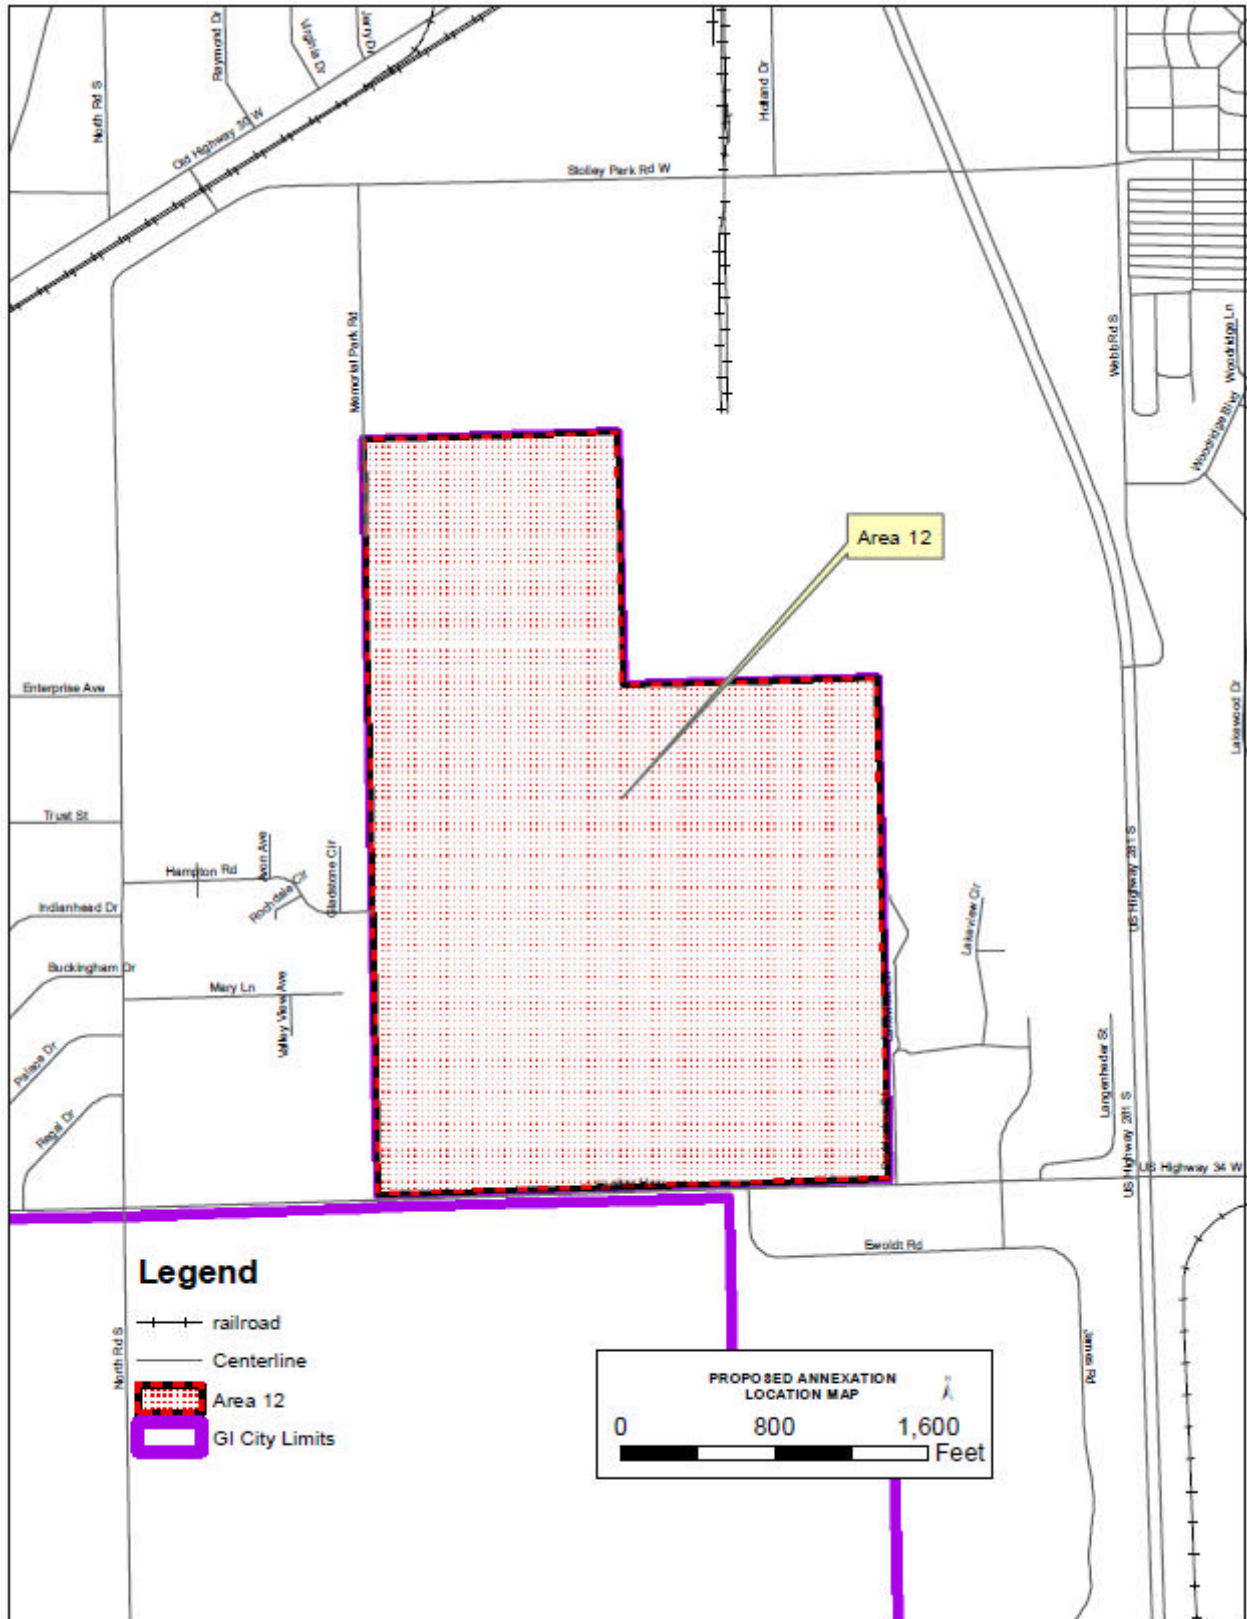 Raymond Dr
Virginia Dr
Jerry Dr
North Rd S
Old Highway 30 W
Holland Dr
Stolley Park Rd W
Memorial Park Rd
Webb Rd S
Woodridge Ln
Woodridge Blvd
Area 12
Enterprise Ave
Lakewood Dr
Trust St
Hampton Rd
Avon Ave
Rochdale Cir
Gladstone Cir
US Highway 281 S
Indianhead Dr
Lakeview Cir
Buckingham Dr
Mary Ln
Valley View Ave
Palace Dr
Regal Dr
Langenheder St
US Highway 281 S
US Highway 34 W
Ewoldt Rd
Legend
railroad
Centerline
Area 12
GI City Limits
North Rd S
James Rd
PROPOSED ANNEXATION
LOCATION MAP
N
0 800 1,600
Feet